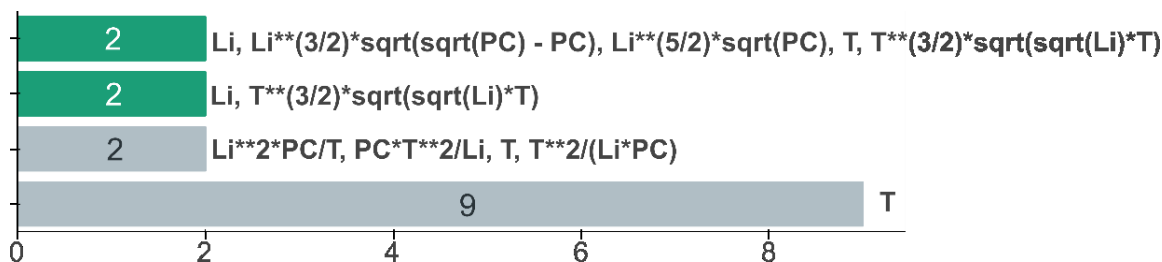 2 Li, Li**(3/2)*sqrt(sqrt(PC) - PC), Li**(5/2)*sqrt(PC), T, T**(3/2)*sqrt(sqrt(Li)*T)
2 Li, T**(3/2)*sqrt(sqrt(Li)*T)
2 Li**2*PC/T, PC*T**2/Li, T, T**2/(Li*PC)
9 T
0 2 4 6 8